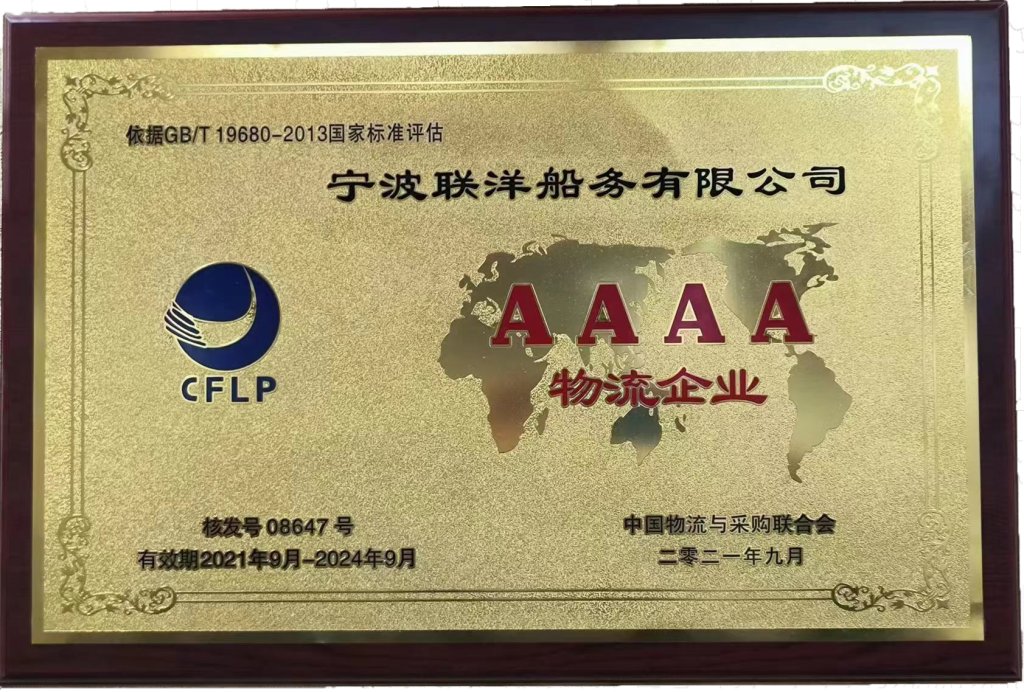 依据GB/T 19680-2013国家标准评估
宁波联洋船务有限公司
CFLP
AAAA
物流企业
核发号 08647 号
有效期2021年9月-2024年9月
中国物流与采购联合会
二零二一年九月